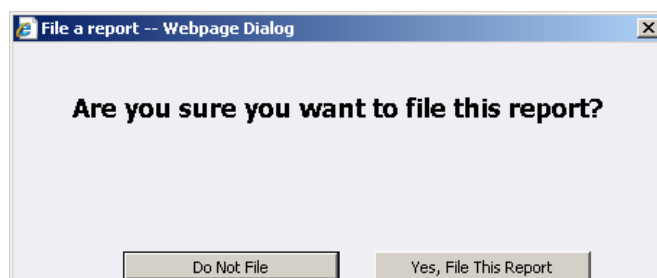 File a report -- Webpage Dialog
Are you sure you want to file this report?
Do Not File
Yes, File This Report